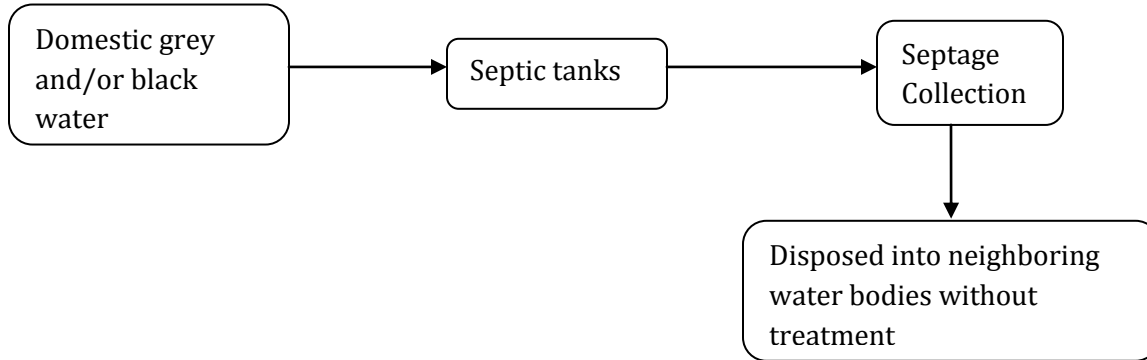 Domestic grey
and/or black
water
Septic tanks
Septage
Collection
Disposed into neighboring
water bodies without
treatment